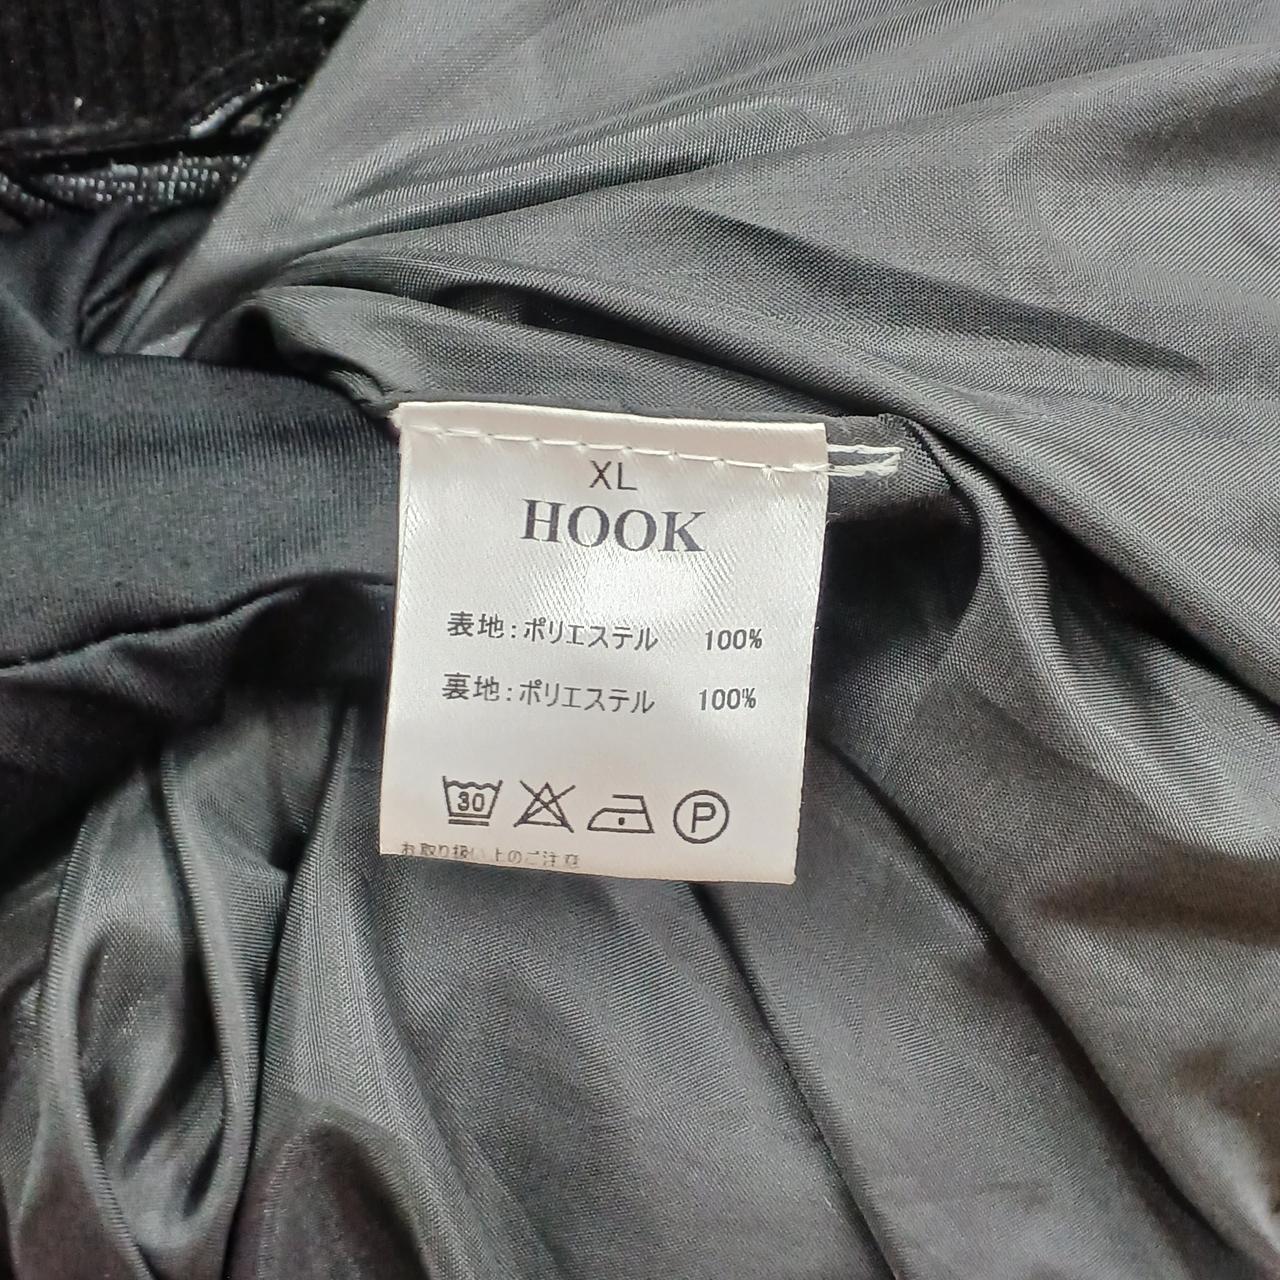 XL
HOOK
表地:ポリエステル 100%
裏地:ポリエステル 100%
30 P
お取り扱い上のご注意